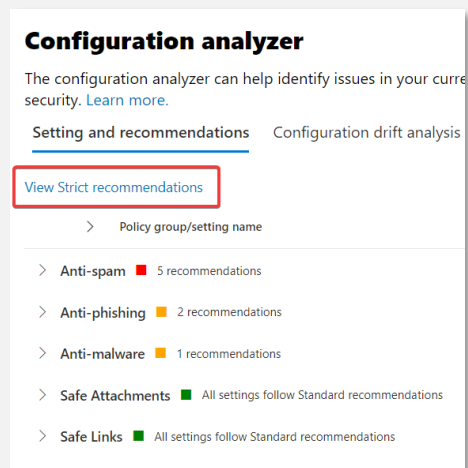 Configuration analyzer
The configuration analyzer can help identify issues in your curre
security. Learn more.
Setting and recommendations Configuration drift analysis
View Strict recommendations
Policy group/setting name
Anti-spam 5 recommendations
Anti-phishing 2 recommendations
Anti-malware 1 recommendations
Safe Attachments All settings follow Standard recommendations
Safe Links All settings follow Standard recommendations